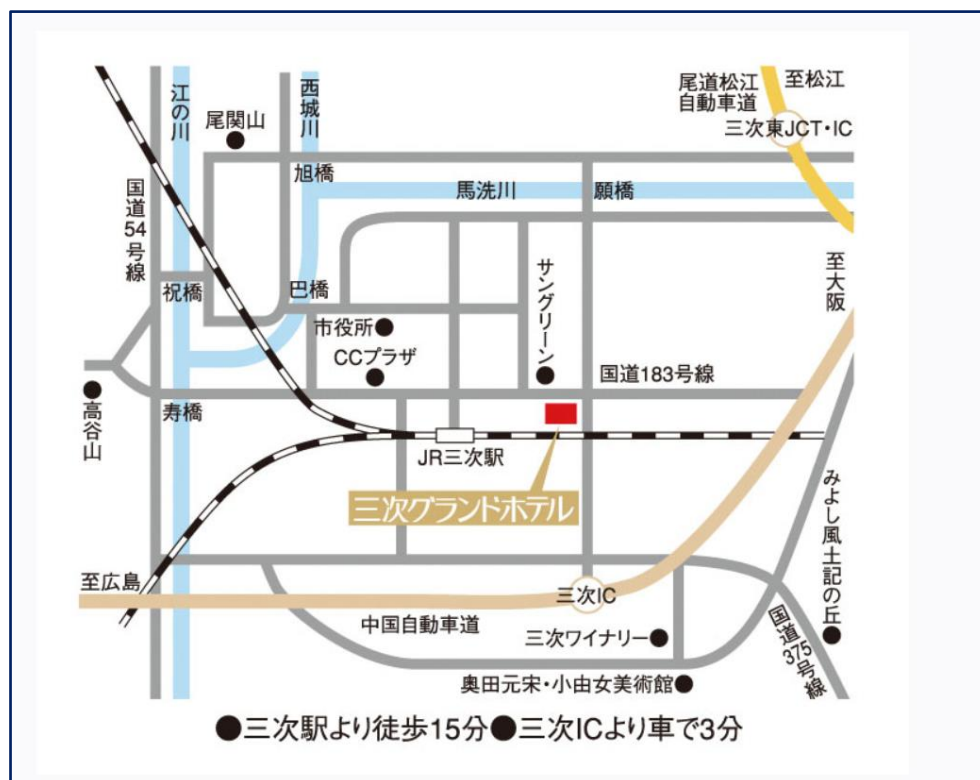 尾道松江
自動車道
至松江
三次東JCT・IC
江の川
西城川
尾関山
旭橋
国道54号線
馬洗川
願橋
至大阪
祝橋
巴橋
サングリーン
市役所
CCプラザ
国道183号線
高谷山
寿橋
JR三次駅
三次グランドホテル
みよし風土記の丘
至広島
三次IC
中国自動車道
三次ワイナリー
国道375号線
奥田元宋・小由女美術館
●三次駅より徒歩15分●三次ICより車で3分